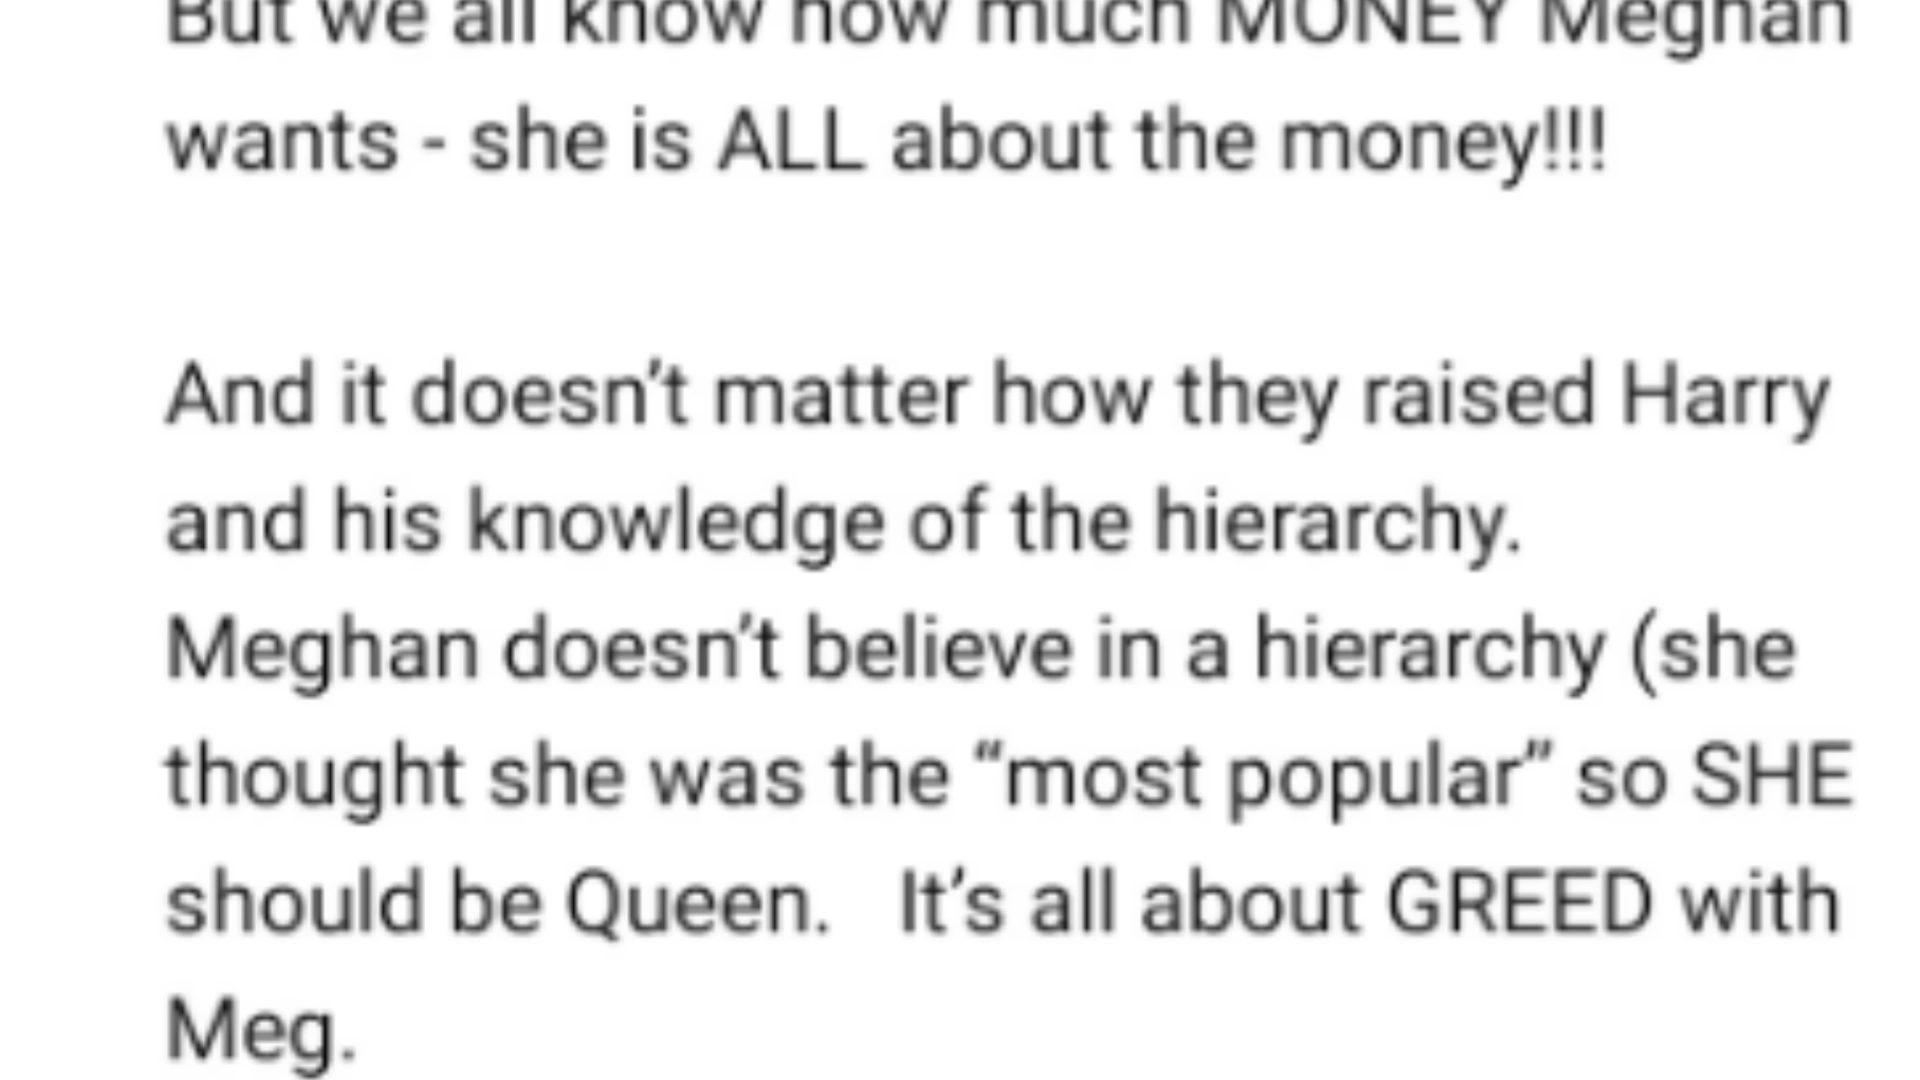 But we all know how much MONEY Meghan
wants - she is ALL about the money!!!
And it doesn’t matter how they raised Harry
and his knowledge of the hierarchy.
Meghan doesn’t believe in a hierarchy (she
thought she was the “most popular” so SHE
should be Queen.   It’s all about GREED with
Meg.